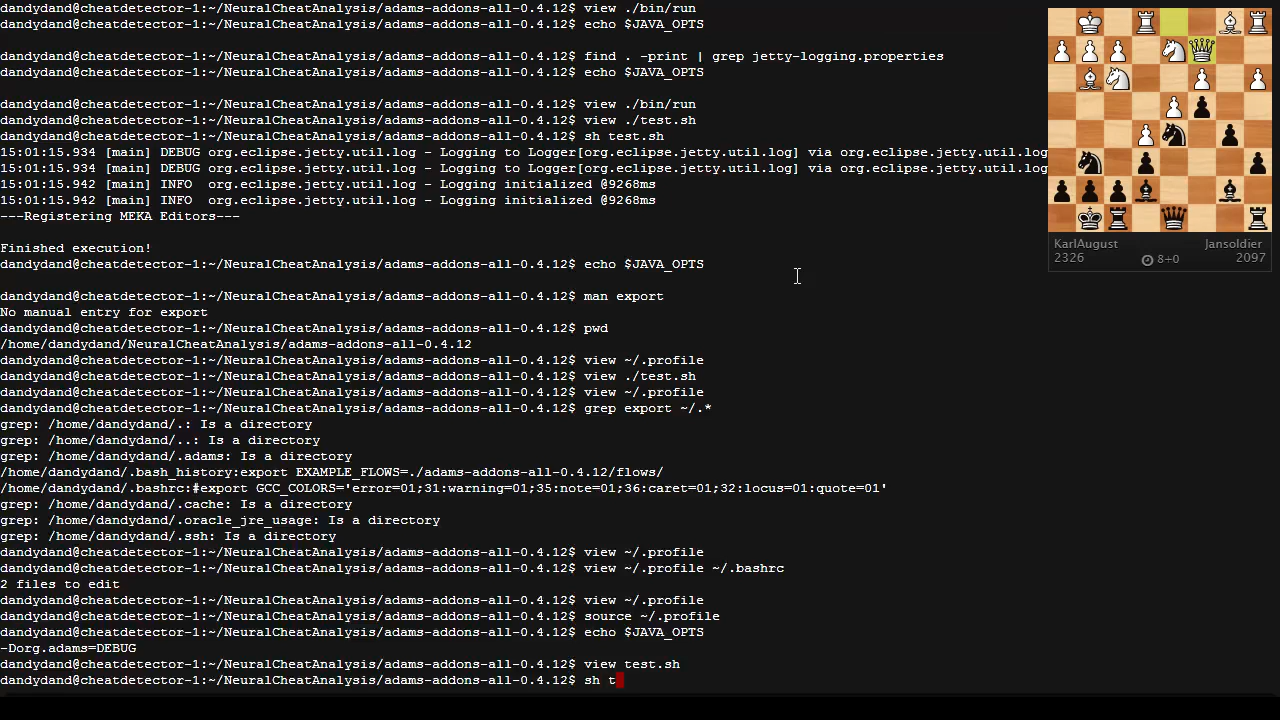 dandydand@cheatdetector-1:~/NeuralCheatAnalysis/adams-addons-all-0.4.12$ view ./bin/run
dandydand@cheatdetector-1:~/NeuralCheatAnalysis/adams-addons-all-0.4.12$ echo $JAVA_OPTS
dandydand@cheatdetector-1:~/NeuralCheatAnalysis/adams-addons-all-0.4.12$ find . -print | grep jetty-logging.properties
dandydand@cheatdetector-1:~/NeuralCheatAnalysis/adams-addons-all-0.4.12$ echo $JAVA_OPTS
dandydand@cheatdetector-1:~/NeuralCheatAnalysis/adams-addons-all-0.4.12$ view ./bin/run
dandydand@cheatdetector-1:~/NeuralCheatAnalysis/adams-addons-all-0.4.12$ view ./test.sh
dandydand@cheatdetector-1:~/NeuralCheatAnalysis/adams-addons-all-0.4.12$ sh test.sh
15:01:15.934 [main] DEBUG org.eclipse.jetty.util.log - Logging to Logger[org.eclipse.jetty.util.log] via org.eclipse.jetty.util.log
15:01:15.934 [main] DEBUG org.eclipse.jetty.util.log - Logging to Logger[org.eclipse.jetty.util.log] via org.eclipse.jetty.util.log
15:01:15.942 [main] INFO  org.eclipse.jetty.util.log - Logging initialized @9268ms
15:01:15.942 [main] INFO  org.eclipse.jetty.util.log - Logging initialized @9268ms
---Registering MEKA Editors---
Finished execution!
dandydand@cheatdetector-1:~/NeuralCheatAnalysis/adams-addons-all-0.4.12$ echo $JAVA_OPTS
dandydand@cheatdetector-1:~/NeuralCheatAnalysis/adams-addons-all-0.4.12$ man export
No manual entry for export
dandydand@cheatdetector-1:~/NeuralCheatAnalysis/adams-addons-all-0.4.12$ pwd
/home/dandydand/NeuralCheatAnalysis/adams-addons-all-0.4.12
dandydand@cheatdetector-1:~/NeuralCheatAnalysis/adams-addons-all-0.4.12$ view ~/.profile
dandydand@cheatdetector-1:~/NeuralCheatAnalysis/adams-addons-all-0.4.12$ view ./test.sh
dandydand@cheatdetector-1:~/NeuralCheatAnalysis/adams-addons-all-0.4.12$ view ~/.profile
dandydand@cheatdetector-1:~/NeuralCheatAnalysis/adams-addons-all-0.4.12$ grep export ~/.*
grep: /home/dandydand/.: Is a directory
grep: /home/dandydand/..: Is a directory
grep: /home/dandydand/.adams: Is a directory
/home/dandydand/.bash_history:export EXAMPLE_FLOWS=./adams-addons-all-0.4.12/flows/
/home/dandydand/.bashrc:#export GCC_COLORS='error=01;31:warning=01;35:note=01;36:caret=01;32:locus=01:quote=01'
grep: /home/dandydand/.cache: Is a directory
grep: /home/dandydand/.oracle_jre_usage: Is a directory
grep: /home/dandydand/.ssh: Is a directory
dandydand@cheatdetector-1:~/NeuralCheatAnalysis/adams-addons-all-0.4.12$ view ~/.profile
dandydand@cheatdetector-1:~/NeuralCheatAnalysis/adams-addons-all-0.4.12$ view ~/.profile ~/.bashrc
2 files to edit
dandydand@cheatdetector-1:~/NeuralCheatAnalysis/adams-addons-all-0.4.12$ view ~/.profile
dandydand@cheatdetector-1:~/NeuralCheatAnalysis/adams-addons-all-0.4.12$ source ~/.profile
dandydand@cheatdetector-1:~/NeuralCheatAnalysis/adams-addons-all-0.4.12$ echo $JAVA_OPTS
-Dorg.adams=DEBUG
dandydand@cheatdetector-1:~/NeuralCheatAnalysis/adams-addons-all-0.4.12$ view test.sh
dandydand@cheatdetector-1:~/NeuralCheatAnalysis/adams-addons-all-0.4.12$ sh t
KarlAugust Jansoldier
2326 8+0 2097